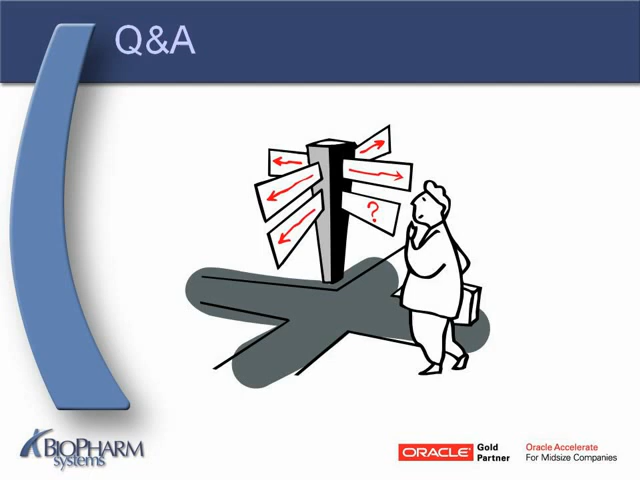 Q&A
?
BIOPHARM
systems
ORACLE
Gold
Partner
Oracle Accelerate
For Midsize Companies